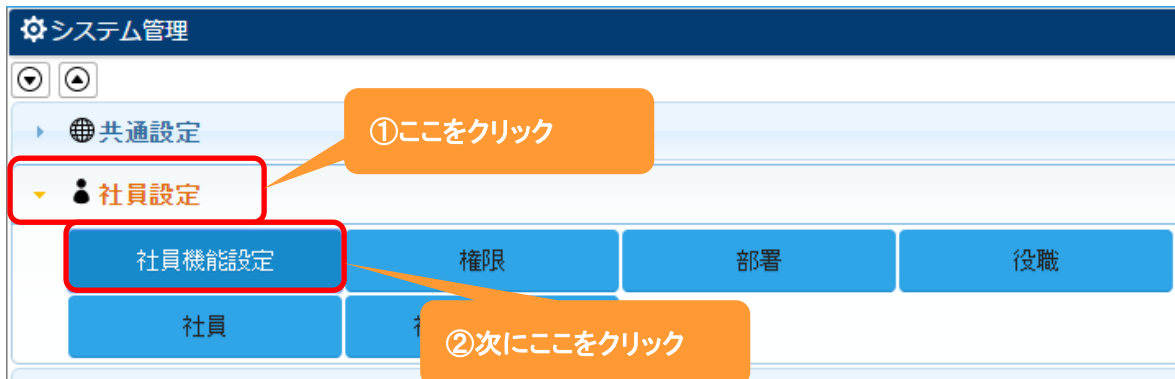 システム管理
共通設定
①ここをクリック
社員設定
社員機能設定
権限
部署
役職
社員
②次にここをクリック